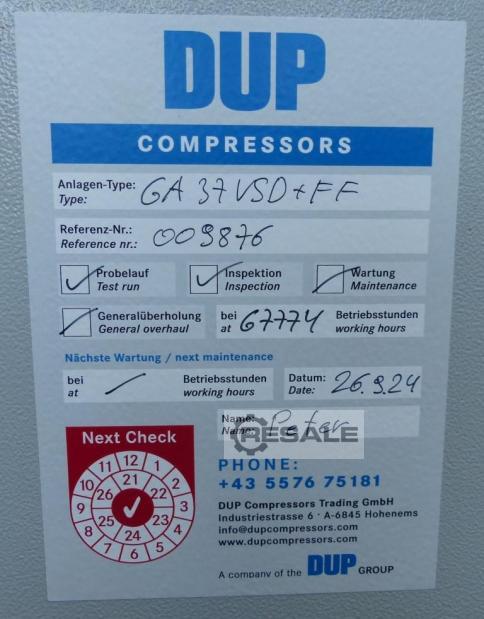 DUP
COMPRESSORS
Anlagen-Type: GA 37 VSD+FF
Type:
Referenz-Nr.: 009876
Reference nr.:
Probelauf
Test run
Inspektion
Inspection
Wartung
Maintenance
Generalüberholung
General overhaul
bei 67774 Betriebsstunden
at working hours
Nächste Wartung / next maintenance
bei Betriebsstunden
at working hours
Datum: 26.9.24
Date:
Name: Peter
Name:
RESALE
Next Check
12 1 2 3 4 5 6 7 8 9 10 11
21 22 23 24 25 26
PHONE:
+43 5576 75181
DUP Compressors Trading GmbH
Industriestrasse 6 · A-6845 Hohenems
info@dupcompressors.com
www.dupcompressors.com
A company of the DUP GROUP